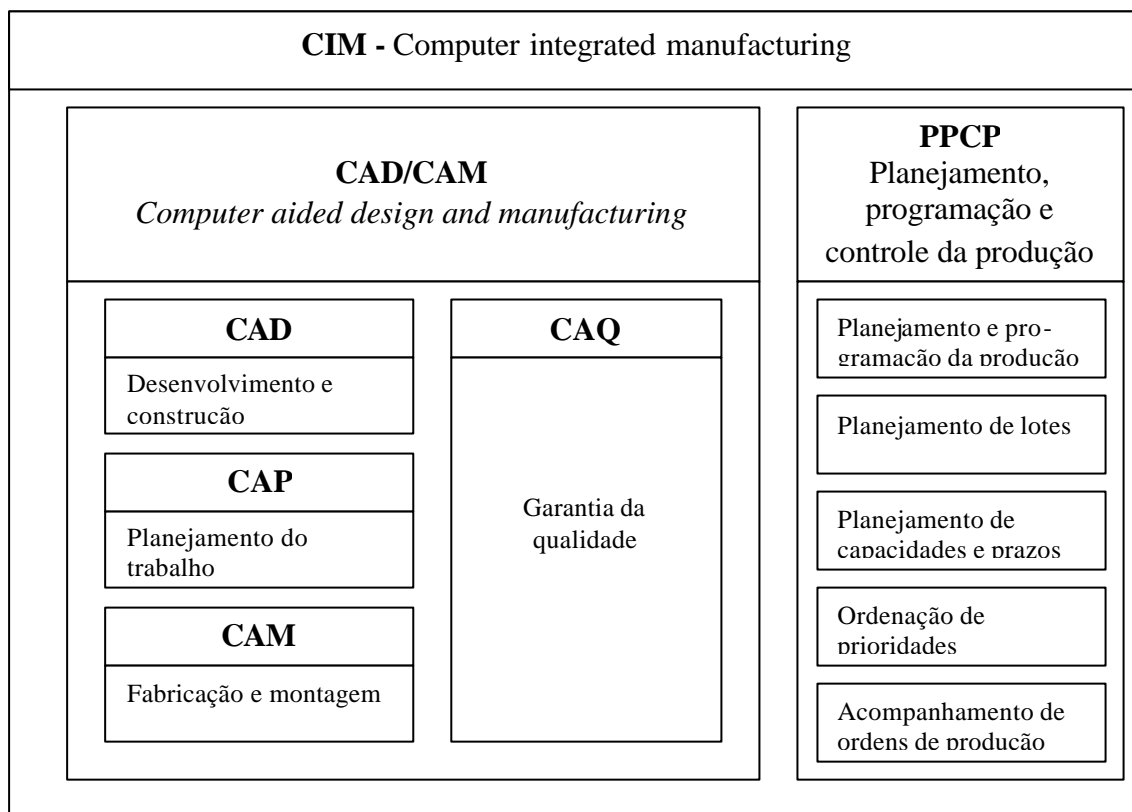 CIM - Computer integrated manufacturing
CAD/CAM
Computer aided design and manufacturing
CAD
Desenvolvimento e
construção
CAP
Planejamento do
trabalho
CAM
Fabricação e montagem
CAQ
Garantia da
qualidade
PPCP
Planejamento,
programação e
controle da produção
Planejamento e pro-
gramação da produção
Planejamento de lotes
Planejamento de
capacidades e prazos
Ordenação de
prioridades
Acompanhamento de
ordens de produção